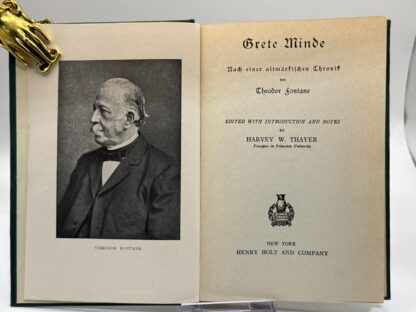 THEODOR FONTANE
Grete Minde
Nach einer altmärkischen Chronik
von
Theodor Fontane
EDITED WITH INTRODUCTION AND NOTES
BY
HARVEY W. THAYER
Preceptor in Princeton University
NEW YORK
HENRY HOLT AND COMPANY